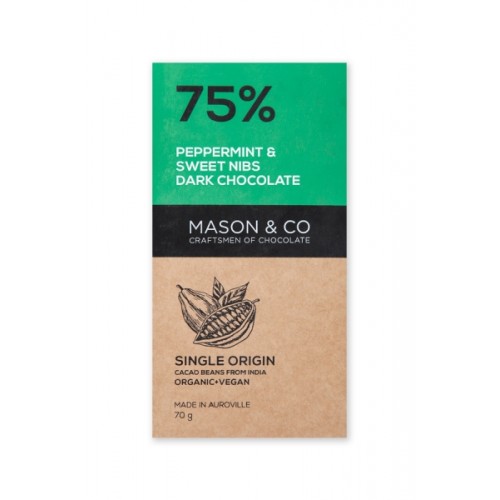 75%
PEPPERMINT &
SWEET NIBS
DARK CHOCOLATE
MASON & CO
CRAFTSMEN OF CHOCOLATE
SINGLE ORIGIN
CACAO BEANS FROM INDIA
ORGANIC+VEGAN
MADE IN AUROVILLE
70 g